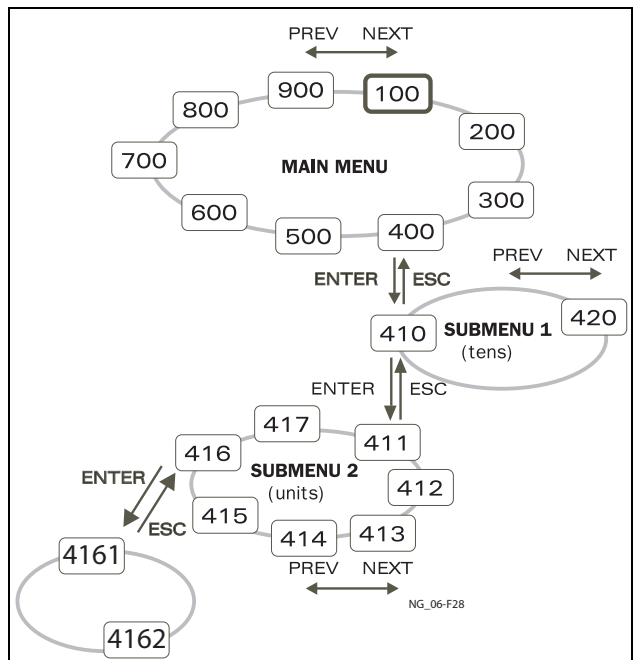 PREV NEXT
900 100
800 200
700 MAIN MENU 300
600 500 400
ENTER ESC
PREV NEXT
410 SUBMENU 1 420
(tens)
ENTER ESC
417 411
416 SUBMENU 2 412
(units)
ENTER
ESC
415 414 413
PREV NEXT
4161
4162
NG_06-F28